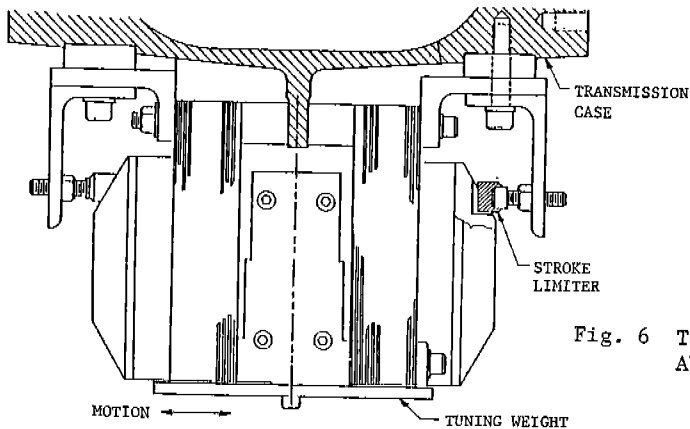 TRANSMISSION
CASE
STROKE
LIMITER
Fig. 6
MOTION
TUNING WEIGHT